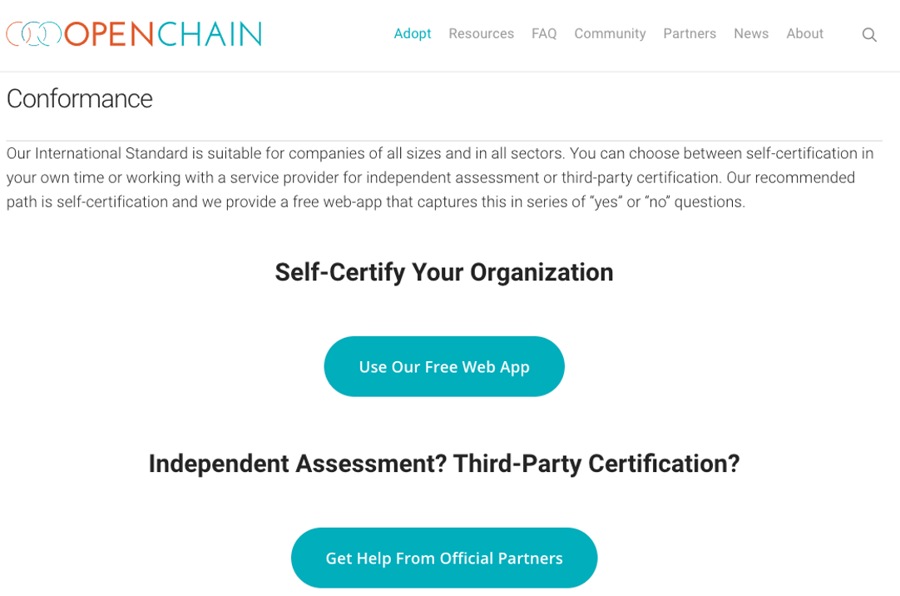 OPENCHAIN
Adopt Resources FAQ Community Partners News About
Conformance
Our International Standard is suitable for companies of all sizes and in all sectors. You can choose between self-certification in
your own time or working with a service provider for independent assessment or third-party certification. Our recommended
path is self-certification and we provide a free web-app that captures this in series of “yes” or “no” questions.
Self-Certify Your Organization
Use Our Free Web App
Independent Assessment? Third-Party Certification?
Get Help From Official Partners